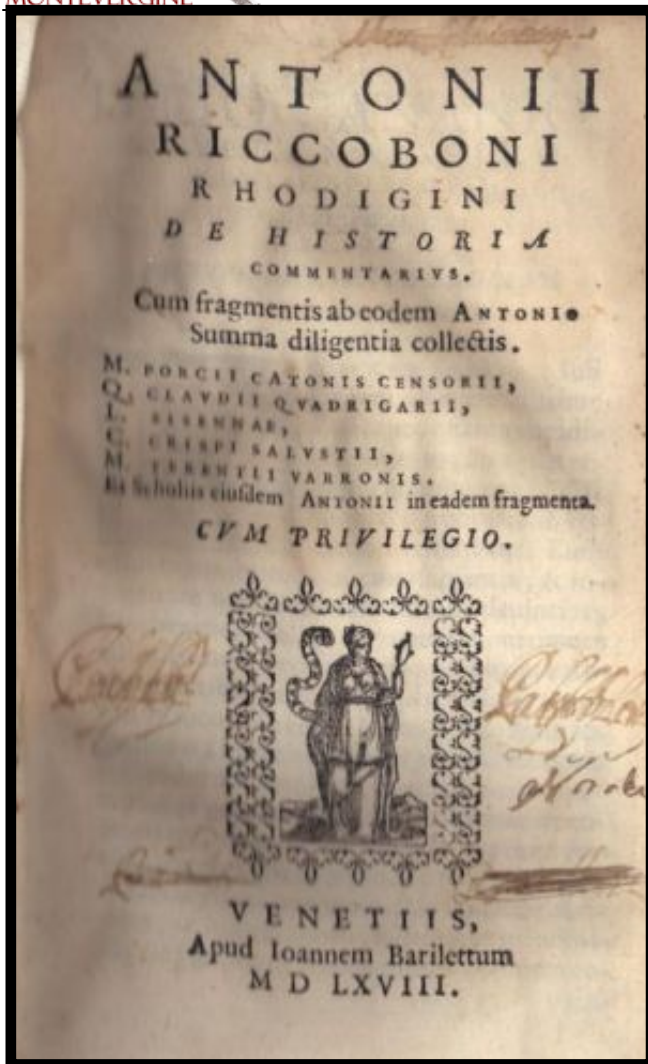 MONTEVERGINE
ANTONII
RICCOBONI
RHODIGINI
DE HISTORIA
COMMENTARIVS.
Cum fragmentis ab eodem ANTONIO
Summa diligentia collectis.
M. PORCII CATONIS CENSORII,
Q. CLAVDII QVADRIGARII,
L. SISENNAE,
C. CRISPI SALVSTII,
M. TERENTII VARRONIS.
Et Scholiis eiusdem ANTONII in eadem fragmenta.
CVM PRIVILEGIO.
VENETIIS,
Apud Ioannem Barilettum
M D LXVIII.